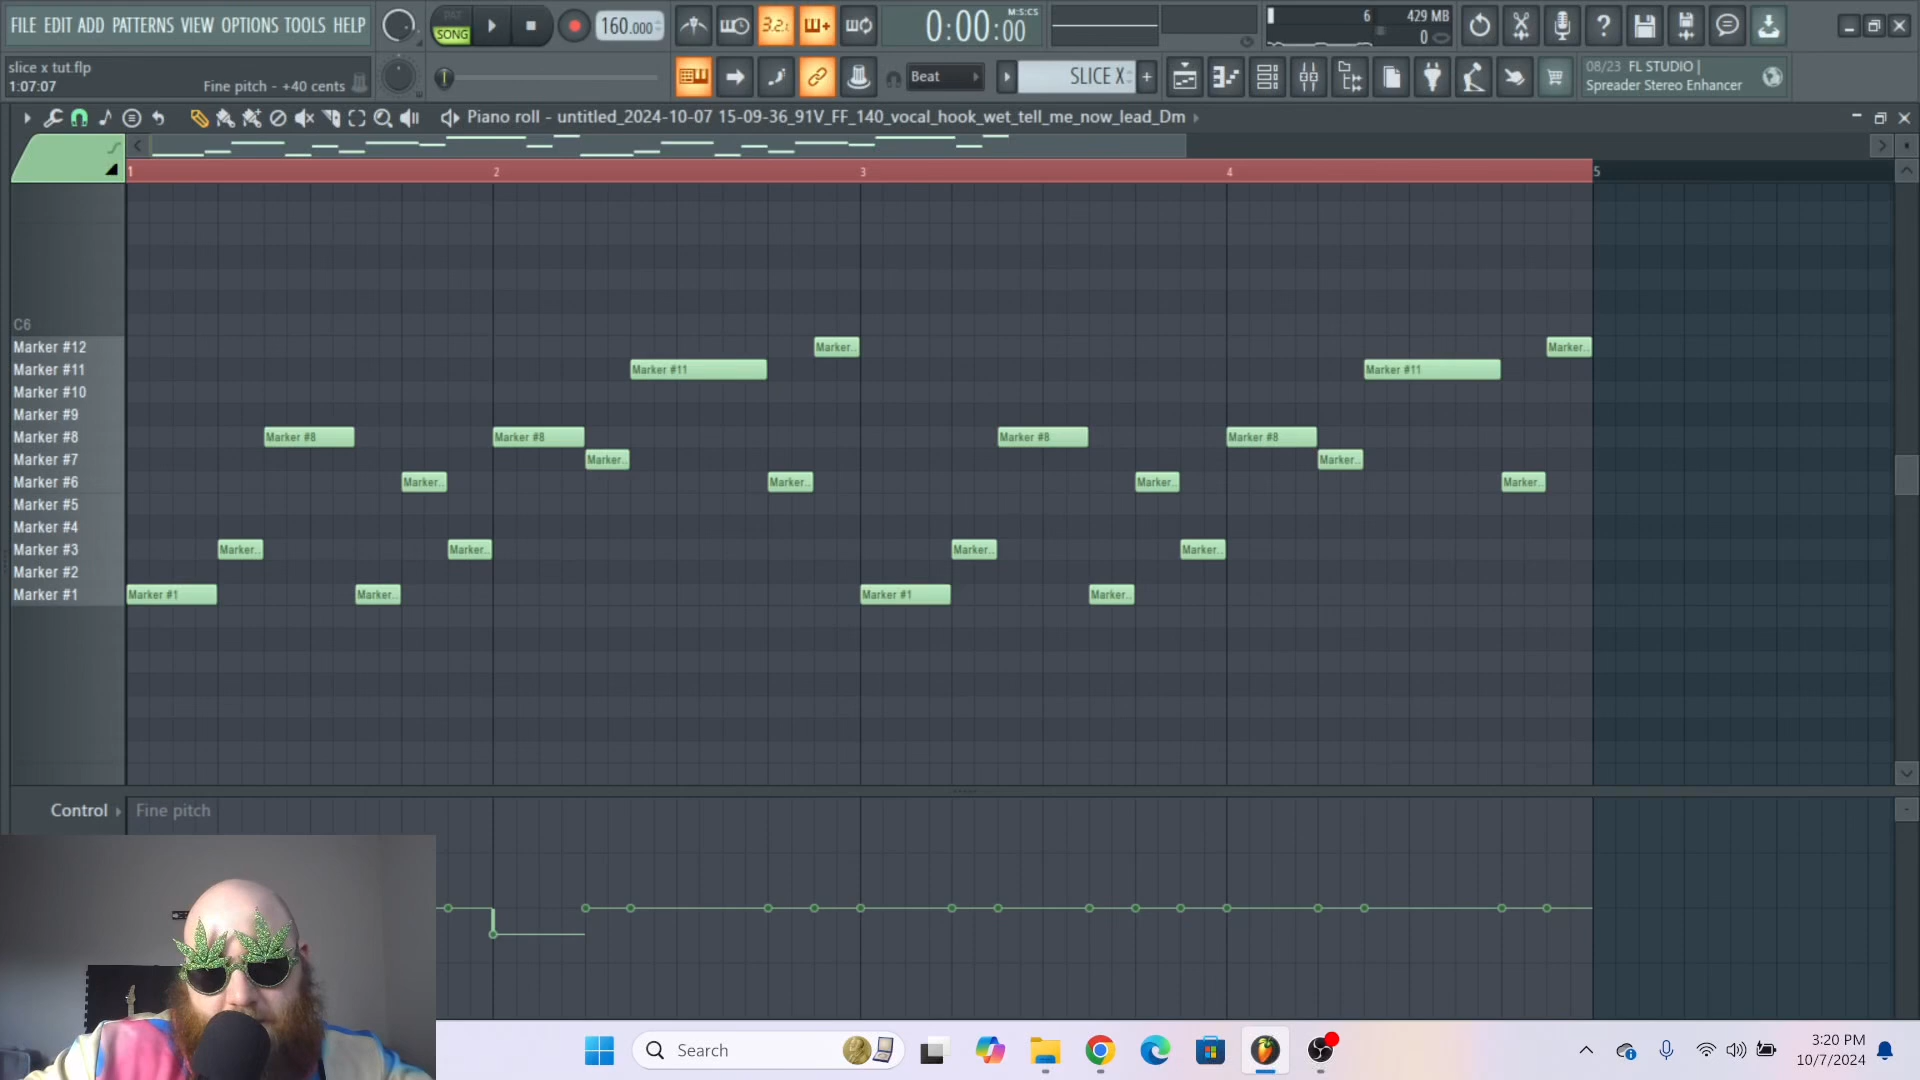 FILE EDIT ADD PATTERNS VIEW OPTIONS TOOLS HELP
PAT
SONG
160.000
3.2.
0:00:00
M:S:CS
6
429 MB
0
slice x tut.flp
1:07:07
Fine pitch - +40 cents
Beat
SLICE X
08/23 FL STUDIO |
Spreader Stereo Enhancer
Piano roll - untitled_2024-10-07 15-09-36_91V_FF_140_vocal_hook_wet_tell_me_now_lead_Dm
1
2
3
4
5
C6
Marker #12
Marker #11
Marker #10
Marker #9
Marker #8
Marker #7
Marker #6
Marker #5
Marker #4
Marker #3
Marker #2
Marker #1
Marker.. Marker..
Marker #11 Marker #11
Marker #8 Marker #8 Marker #8 Marker #8
Marker.. Marker..
Marker.. Marker.. Marker.. Marker..
Marker.. Marker.. Marker.. Marker..
Marker #1 Marker.. Marker #1 Marker..
Control
Fine pitch
Search
3:20 PM
10/7/2024